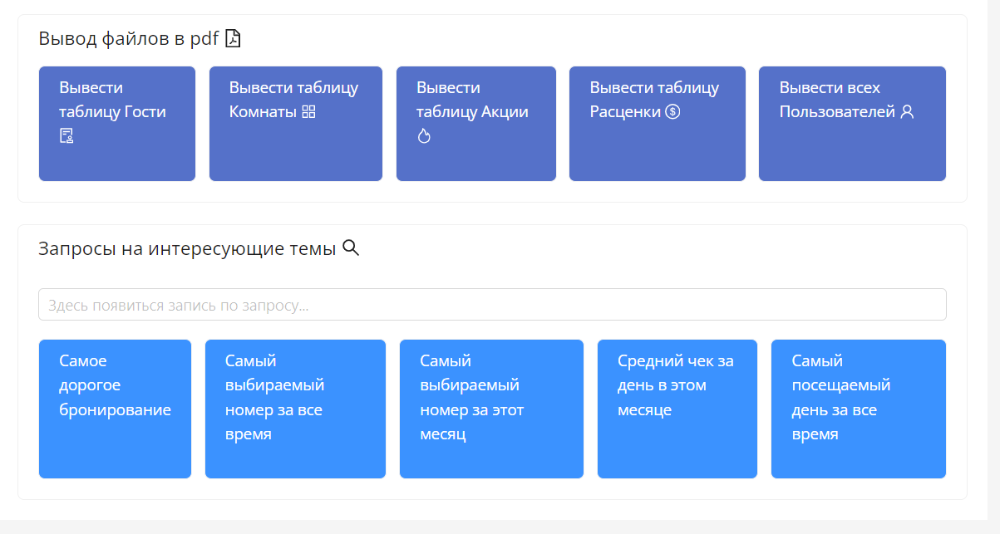 Вывод файлов в pdf
Вывести
таблицу Гости
Вывести таблицу
Комнаты
Вывести
таблицу Акции
Вывести таблицу
Расценки
Вывести всех
Пользователей
Запросы на интересующие темы
Здесь появиться запись по запросу...
Самое
дорогое
бронирование
Самый
выбираемый
номер за все
время
Самый
выбираемый
номер за этот
месяц
Средний чек за
день в этом
месяце
Самый
посещаемый
день за все
время